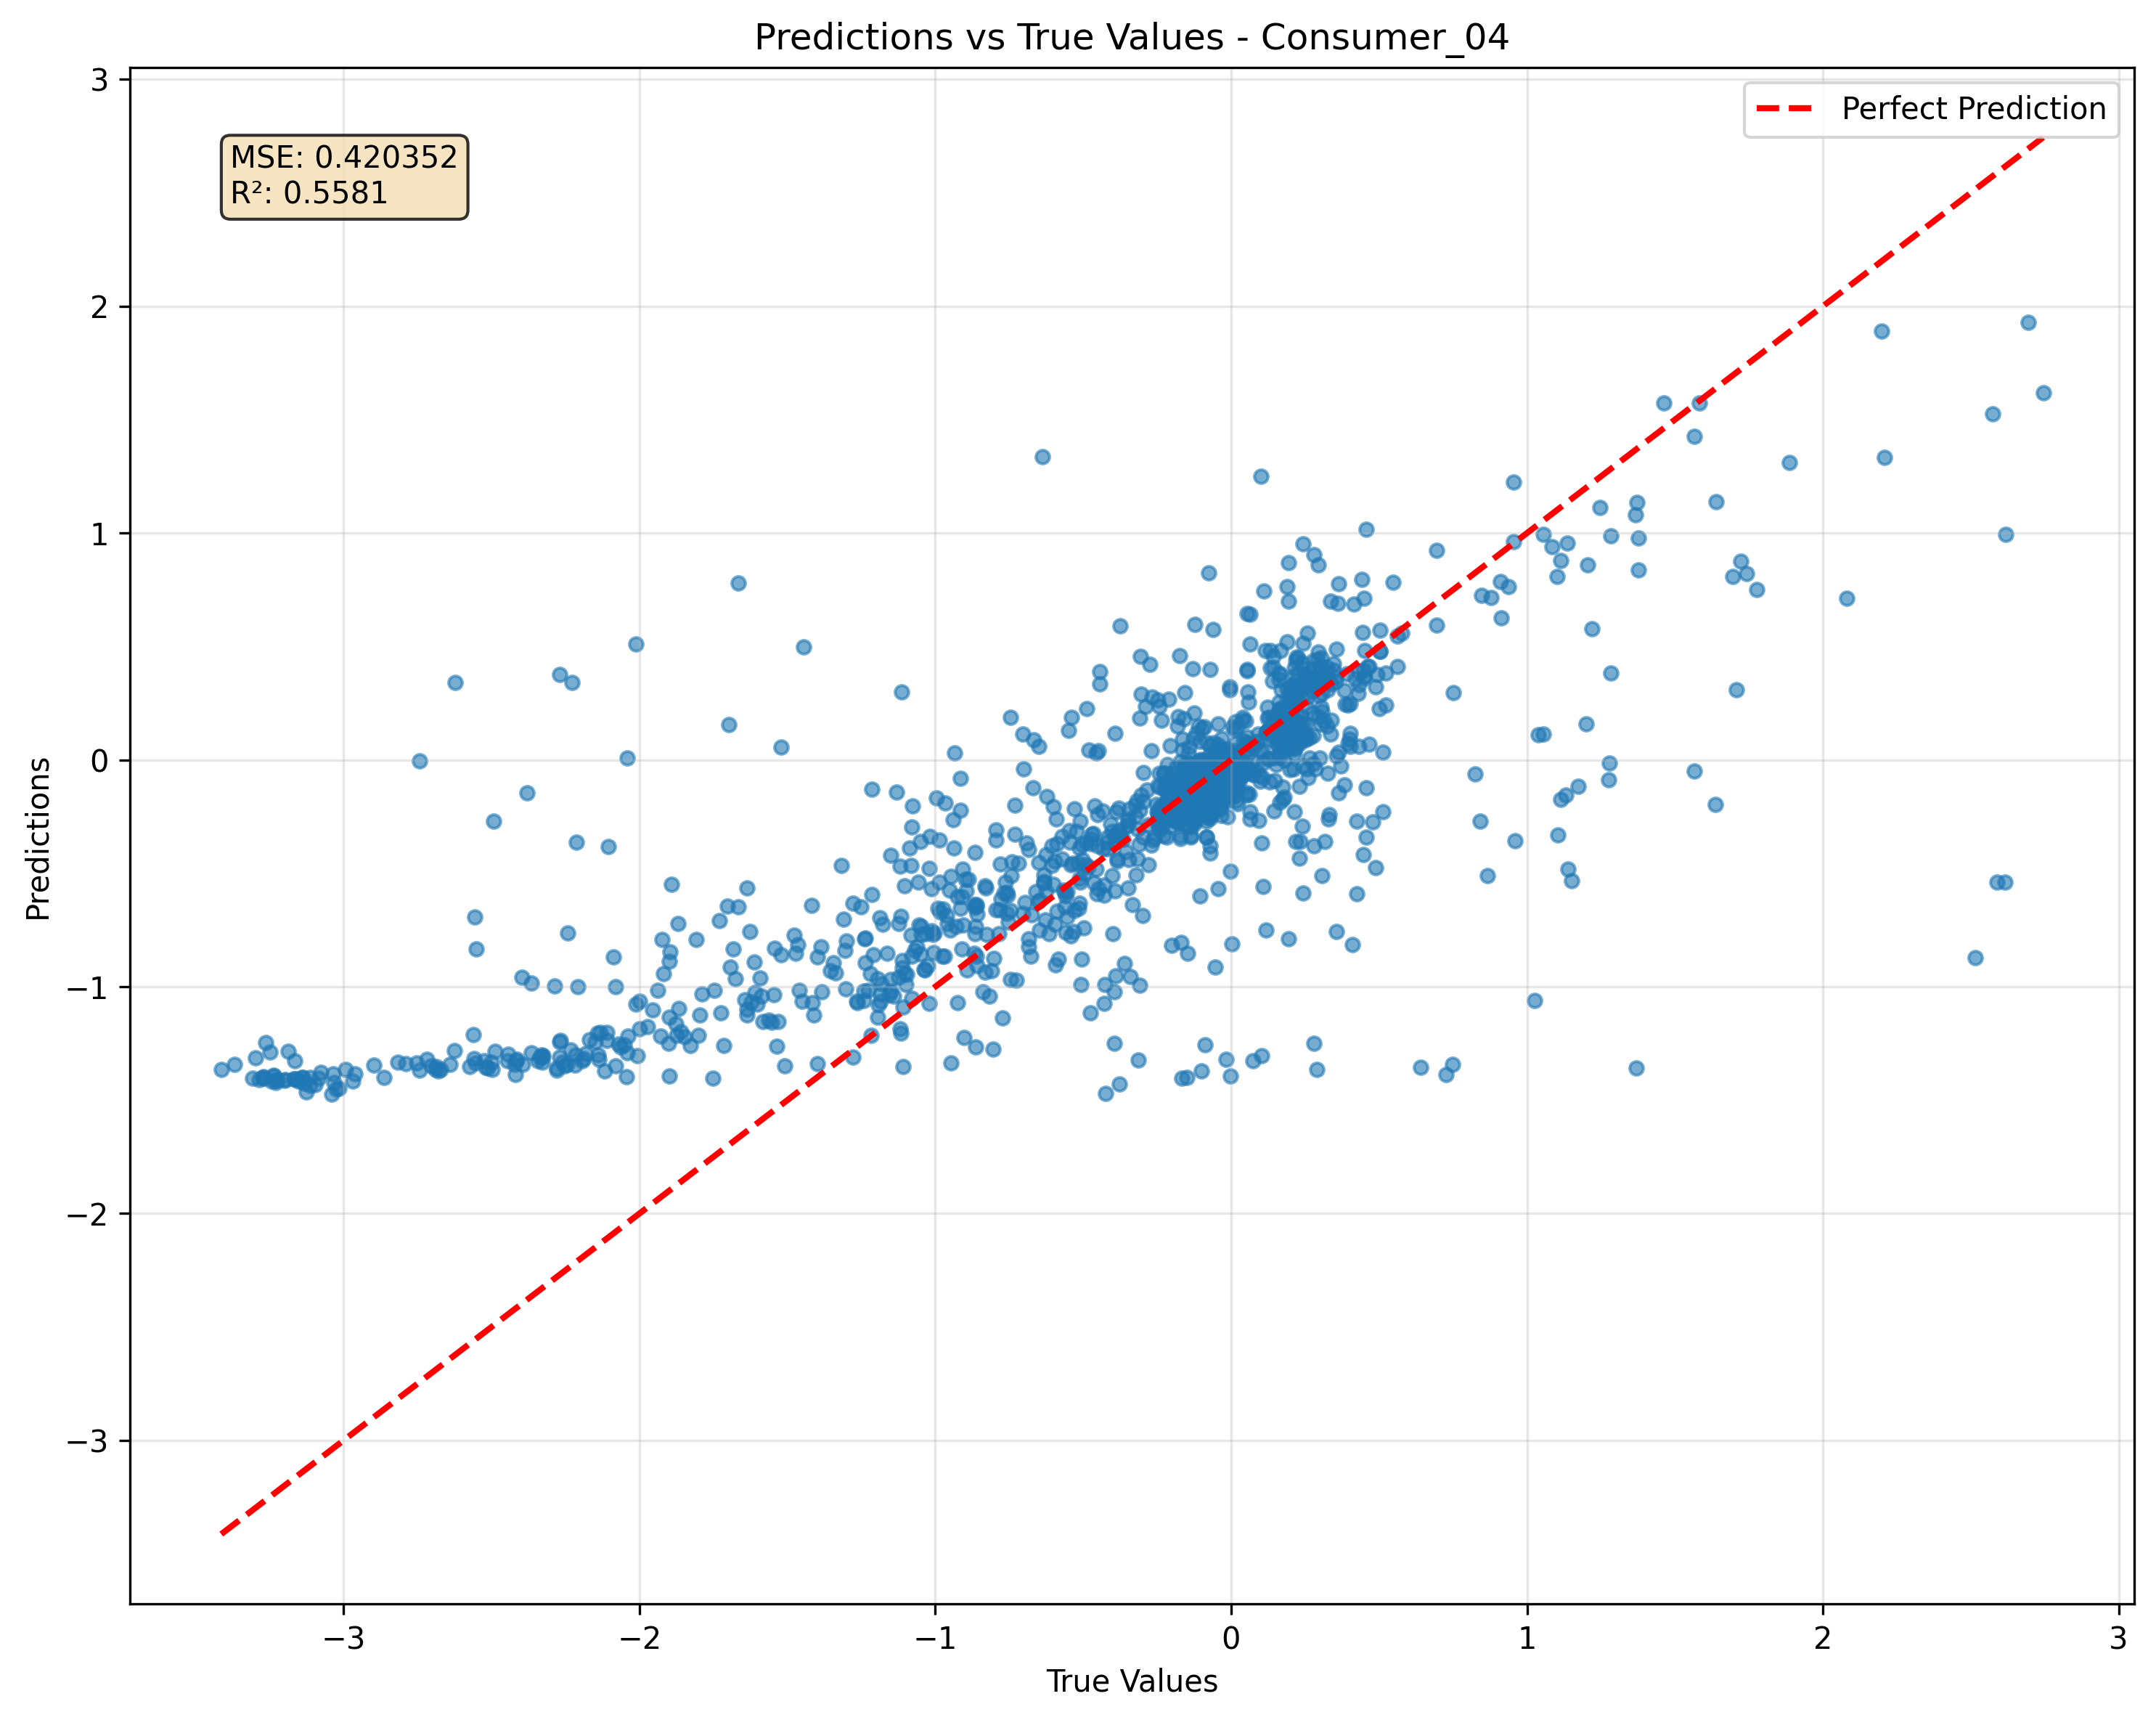 Predictions vs True Values - Consumer_04
Perfect Prediction
MSE: 0.420352
R²: 0.5581
3
2
1
0
−1
−2
−3
Predictions
−3
−2
−1
0
1
2
3
True Values